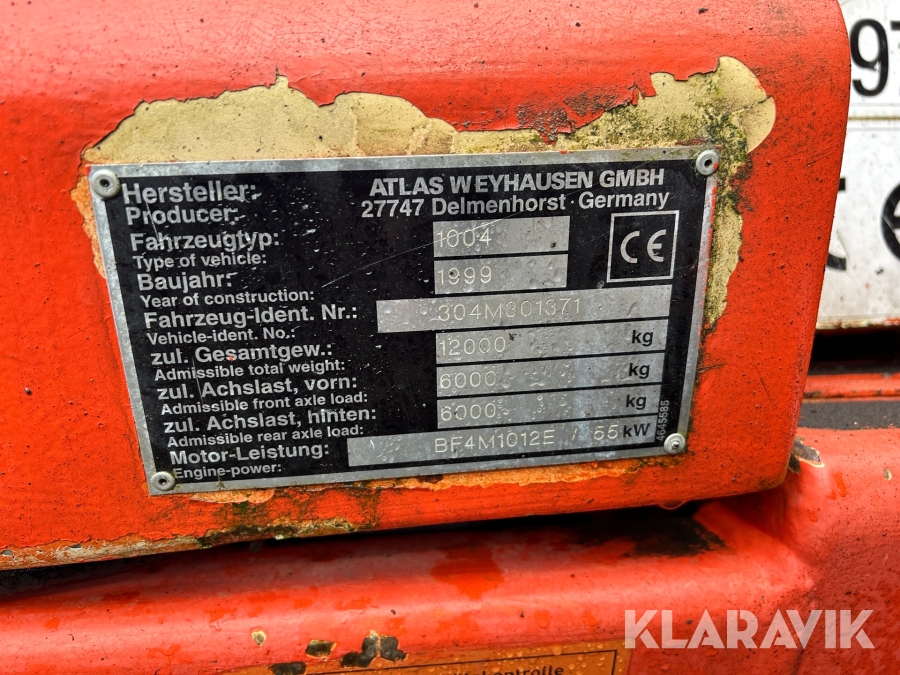 Hersteller: ATLAS WEYHAUSEN GMBH
Producer: 27747 Delmenhorst · Germany
Fahrzeugtyp: 1004
Type of vehicle:
CE
Baujahr: 1999
Year of construction:
Fahrzeug-Ident. Nr.: 304M301371
Vehicle-ident. No.:
zul. Gesamtgew.: 12000 kg
Admissible total weight:
zul. Achslast, vorn: 6000 kg
Admissible front axle load:
zul. Achslast, hinten: 6000 kg
Admissible rear axle load:
Motor-Leistung: BF4M1012E / 55 kW
Engine-power:
4645585
9
KLARAVIK